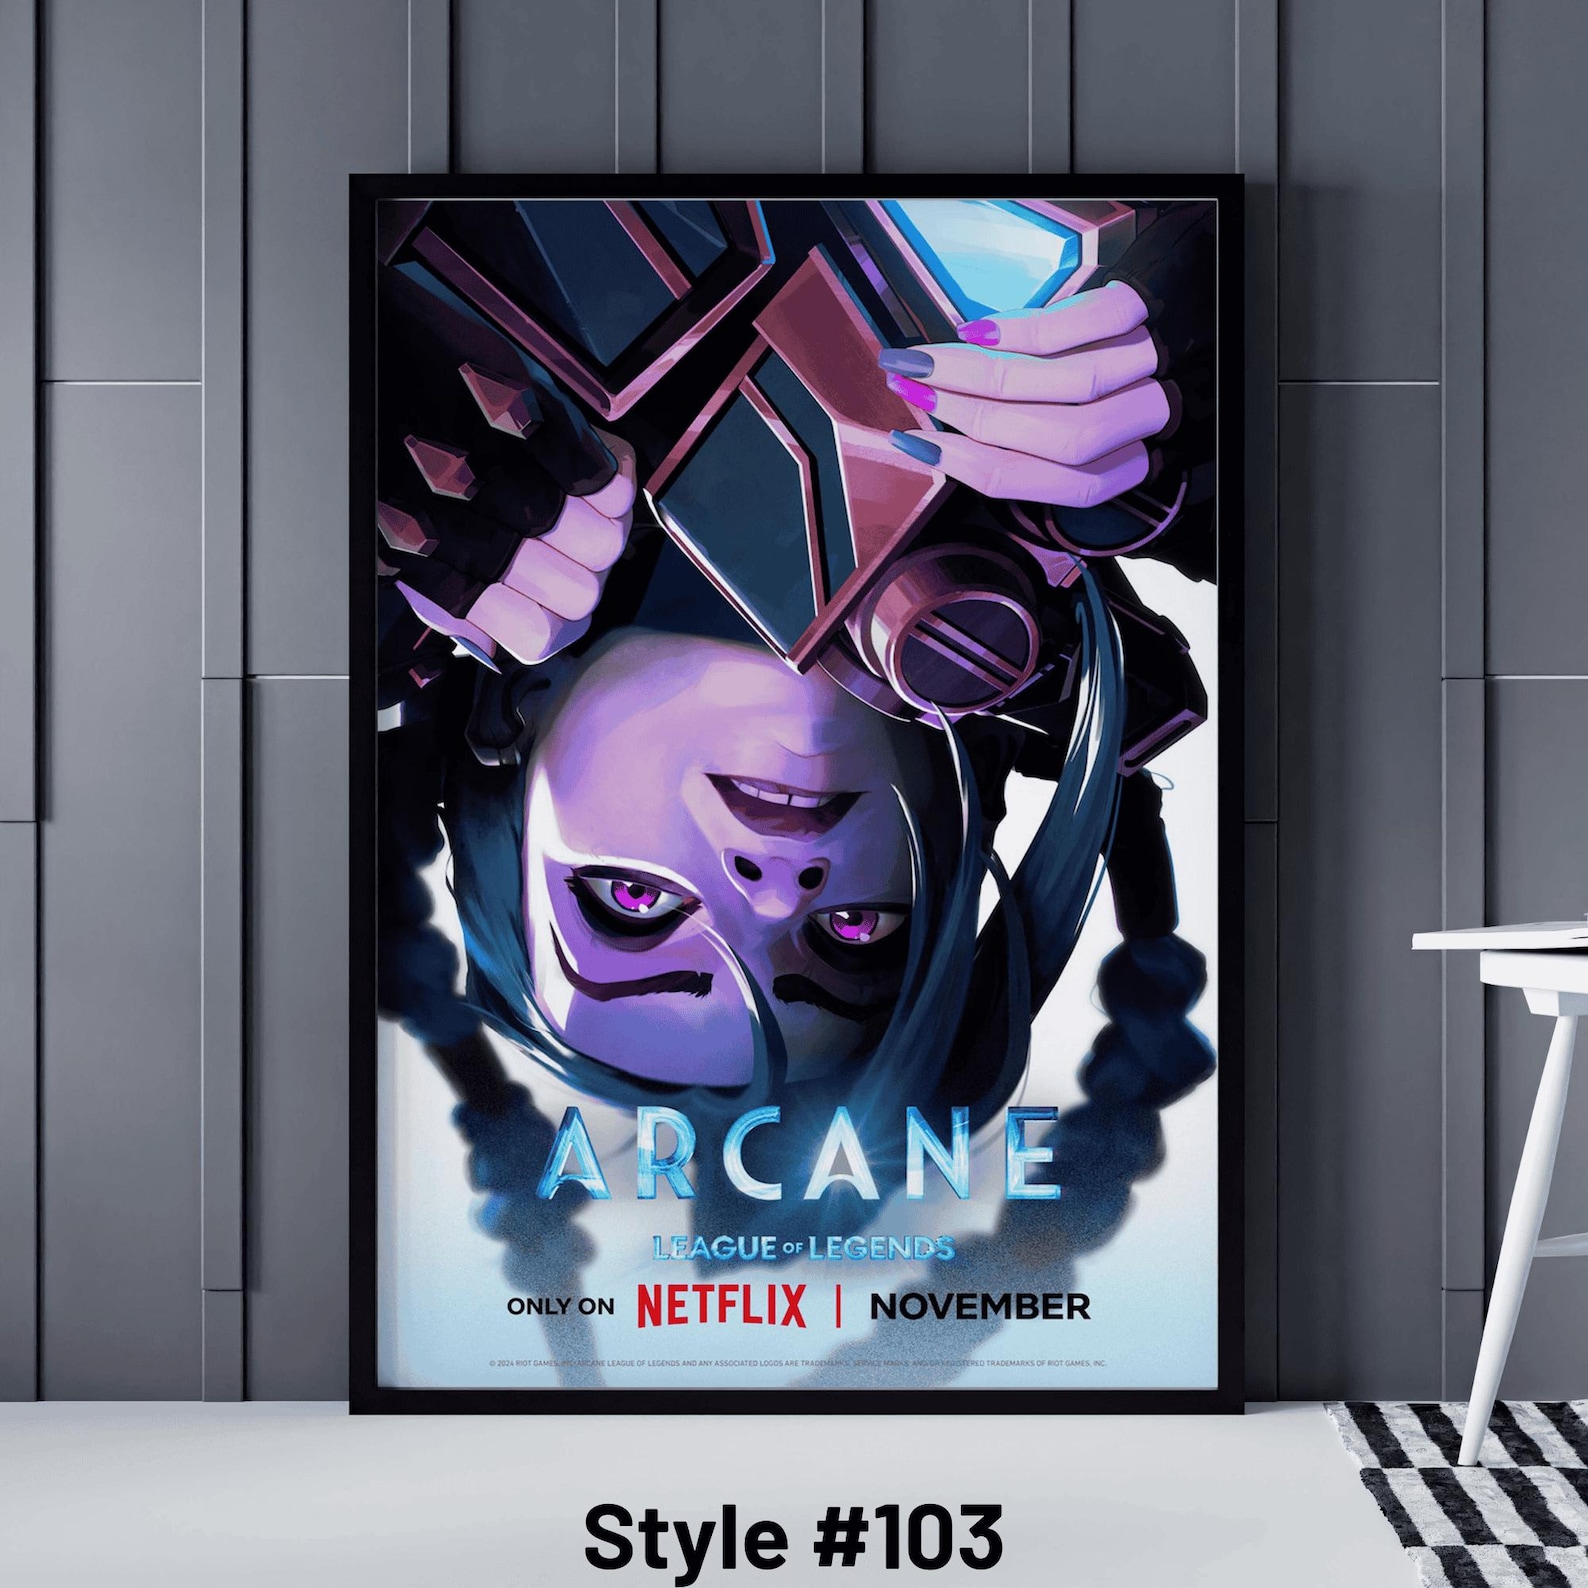 ARCANE
LEAGUE OF LEGENDS
ONLY ON NETFLIX | NOVEMBER
© 2024 RIOT GAMES, INC. ARCANE LEAGUE OF LEGENDS AND ANY ASSOCIATED LOGOS ARE TRADEMARKS, SERVICE MARKS, AND/OR REGISTERED TRADEMARKS OF RIOT GAMES, INC.
Style #103